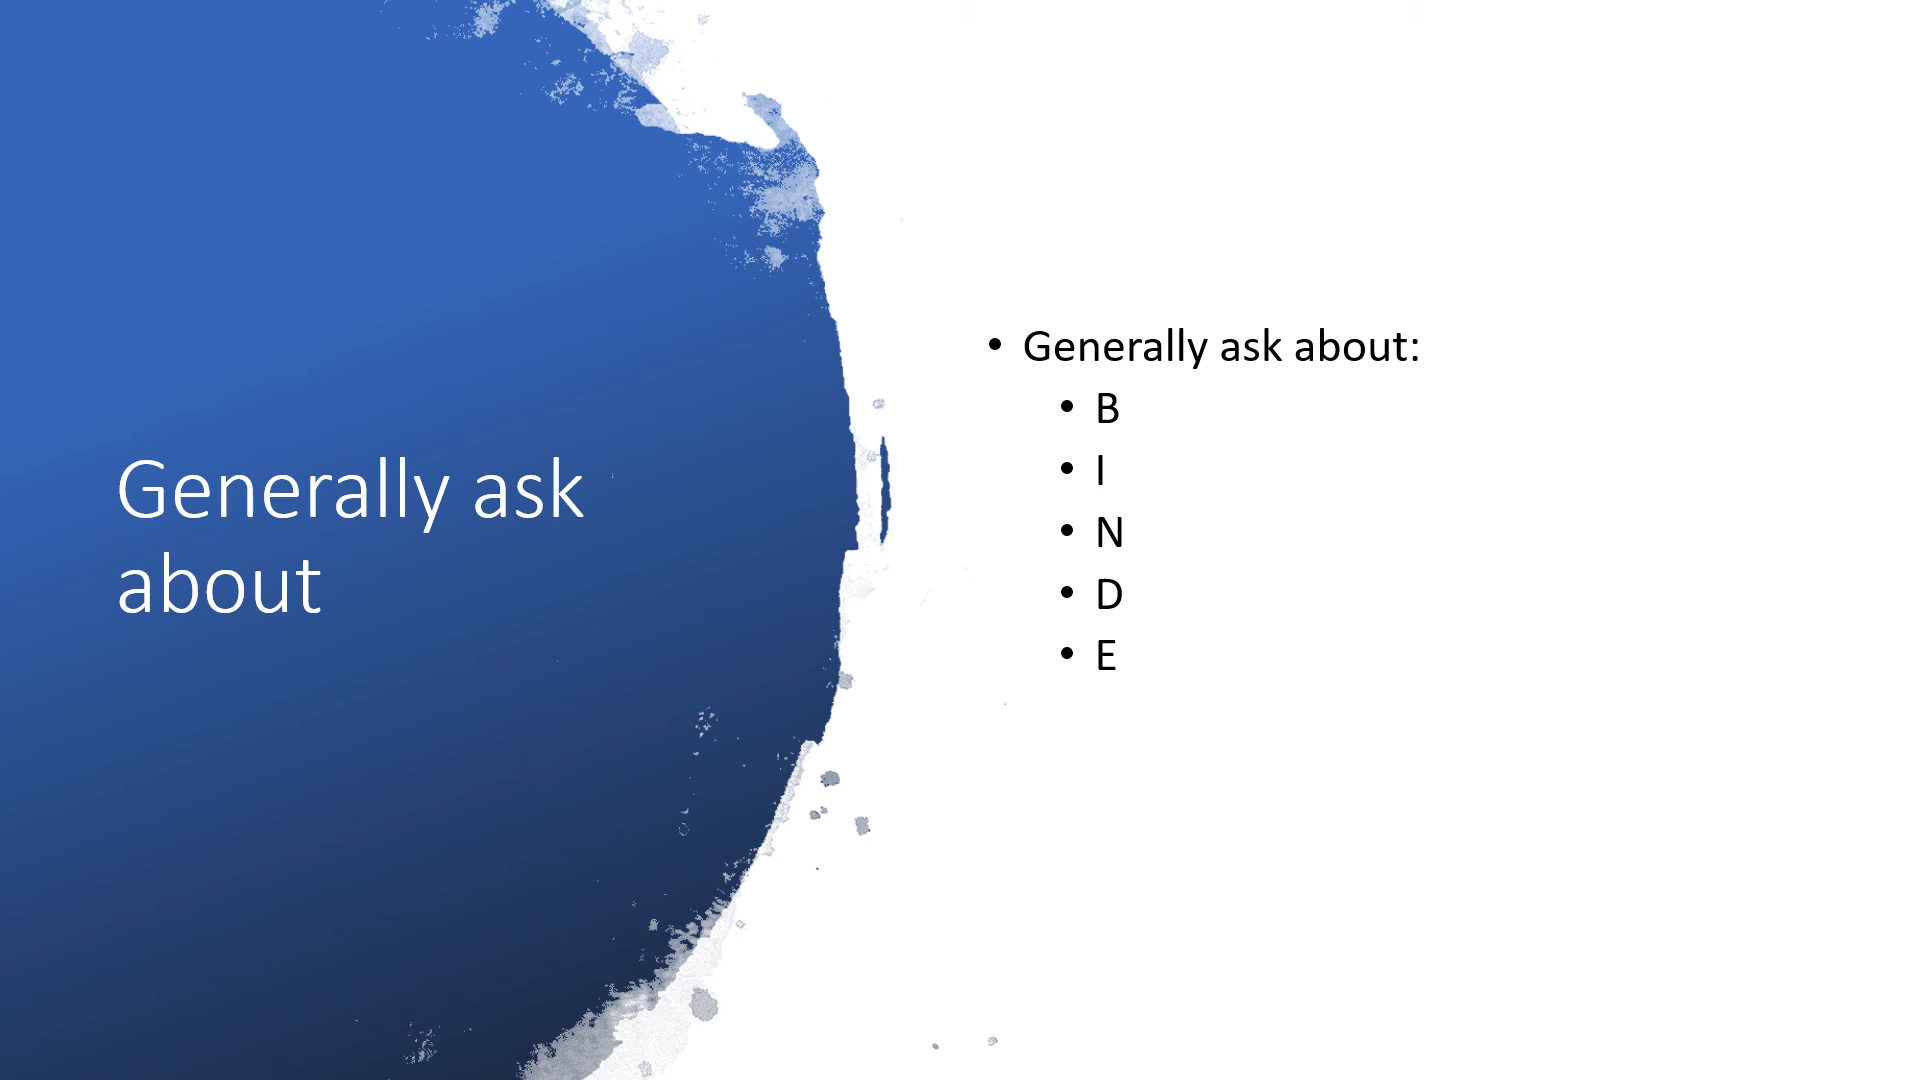 Generally ask
about
• Generally ask about:
• B
• I
• N
• D
• E